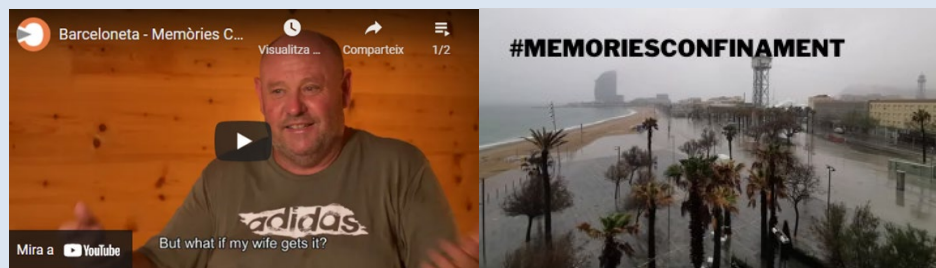 Barceloneta - Memòries C...
Visualitza ...
Comparteix
1/2
adidas
But what if my wife gets it?
Mira a YouTube
#MEMORIESCONFINAMENT